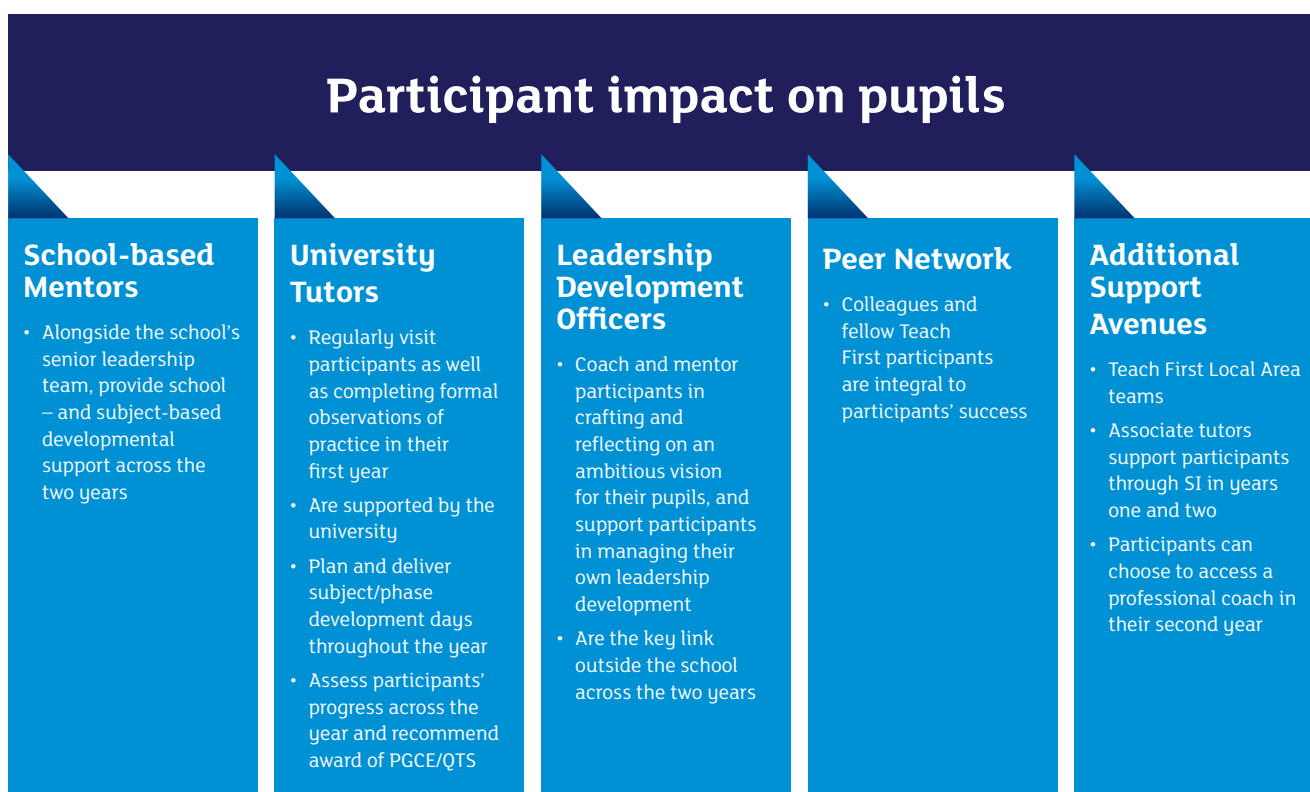 Participant impact on pupils
School-based
Mentors
• Alongside the school’s
senior leadership
team, provide school
– and subject-based
developmental
support across the
two years
University
Tutors
• Regularly visit
participants as well
as completing formal
observations of
practice in their
first year
• Are supported by the
university
• Plan and deliver
subject/phase
development days
throughout the year
• Assess participants’
progress across the
year and recommend
award of PGCE/QTS
Leadership
Development
Officers
• Coach and mentor
participants in
crafting and
reflecting on an
ambitious vision
for their pupils, and
support participants
in managing their
own leadership
development
• Are the key link
outside the school
across the two years
Peer Network
• Colleagues and
fellow Teach
First participants
are integral to
participants’ success
Additional
Support
Avenues
• Teach First Local Area
teams
• Associate tutors
support participants
through SI in years
one and two
• Participants can
choose to access a
professional coach in
their second year